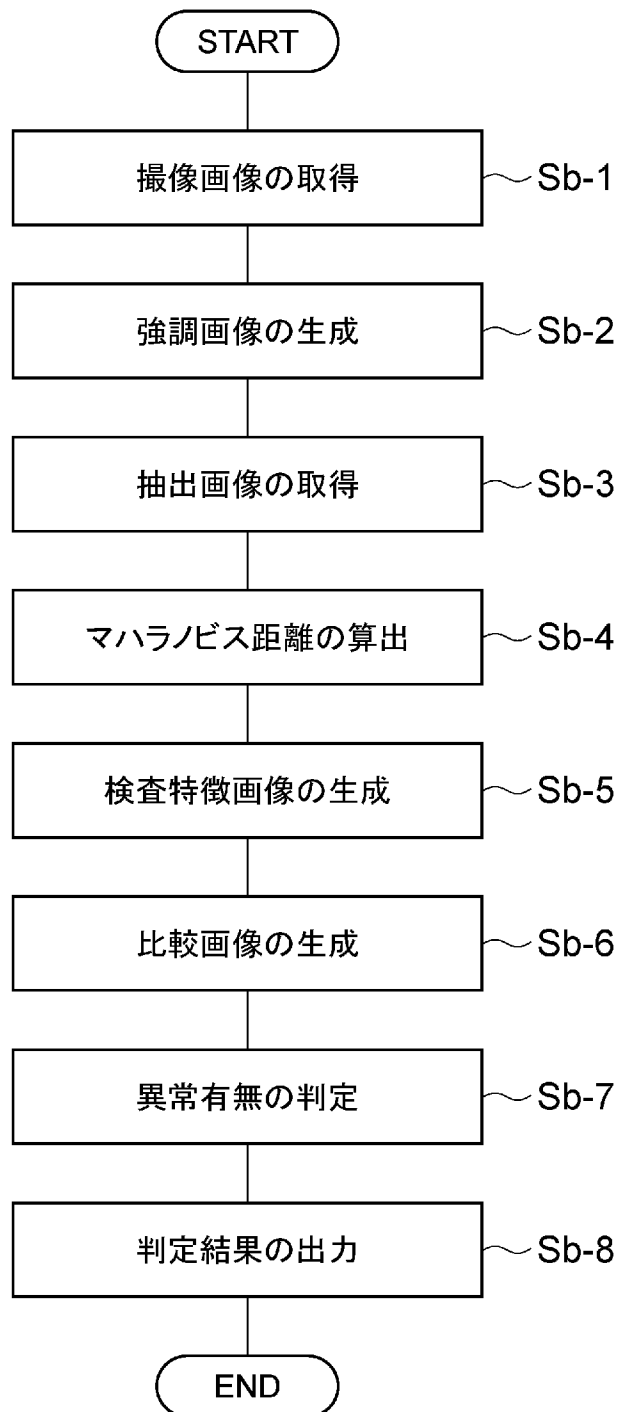 START
撮像画像の取得 Sb-1
強調画像の生成 Sb-2
抽出画像の取得 Sb-3
マハラノビス距離の算出 Sb-4
検査特徴画像の生成 Sb-5
比較画像の生成 Sb-6
異常有無の判定 Sb-7
判定結果の出力 Sb-8
END